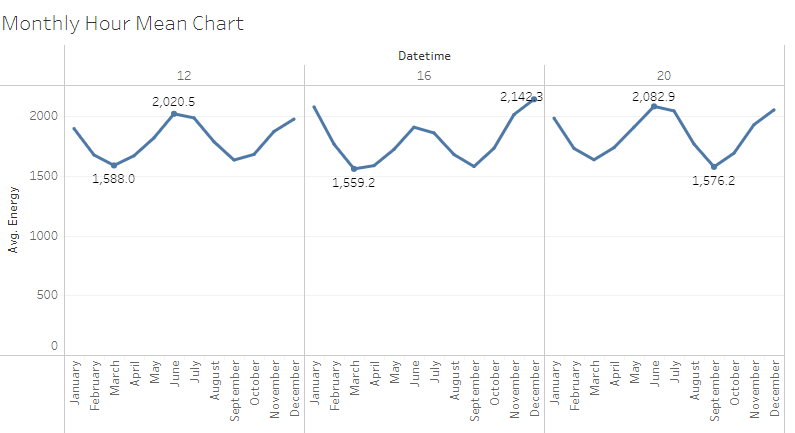 Monthly Hour Mean Chart
Datetime
12 16 20
Avg. Energy
2000
1500
1000
500
0
2,020.5
1,588.0
2,142.3
1,559.2
2,082.9
1,576.2
January February March April May June July August September October November December
January February March April May June July August September October November December
January February March April May June July August September October November December